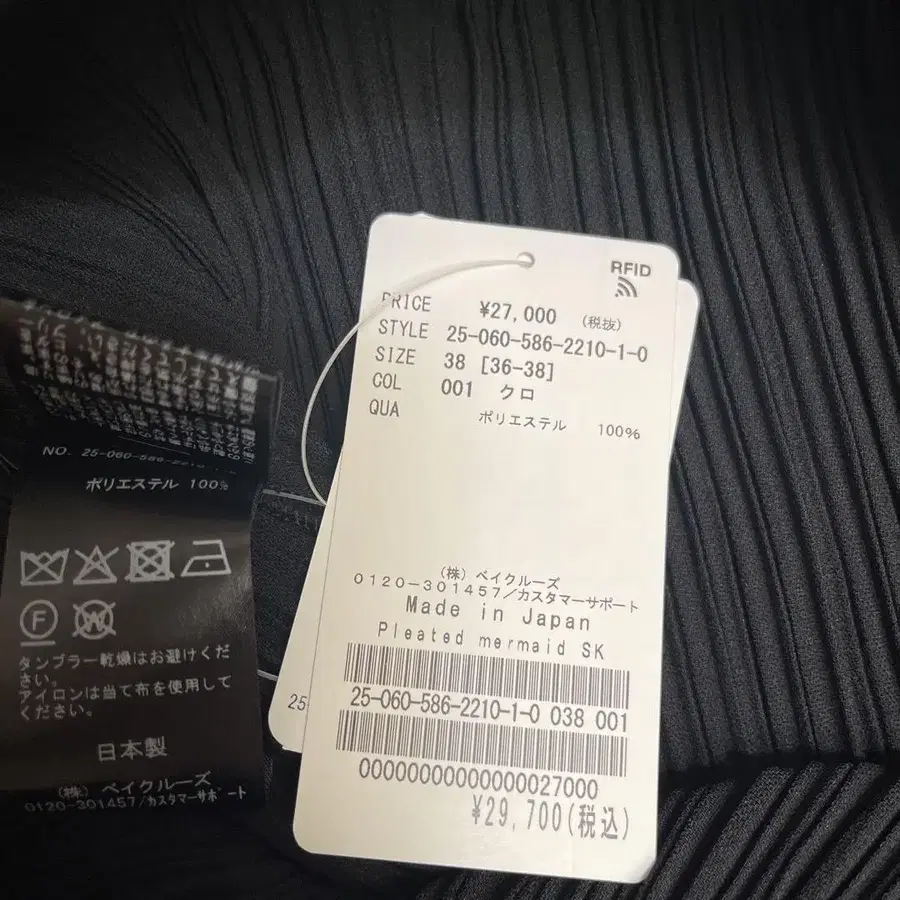 RFID
PRICE ¥27,000 (税抜)
STYLE 25-060-586-2210-1-0
SIZE 38 [36-38]
COL 001 クロ
QUA ポリエステル 100%
(株) ベイクルーズ
0120-301457/カスタマーサポート
Made in Japan
Pleated mermaid SK
25-060-586-2210-1-0 038 001
00000000000000027000
¥29,700(税込)
25-
NO. 25-060-586-2210
ポリエステル 100%
F
タンブラー乾燥はお避けくだ
さい。
アイロンは当て布を使用して
ください。
日本製
(株) ベイクルーズ
0120-301457/カスタマーサポート